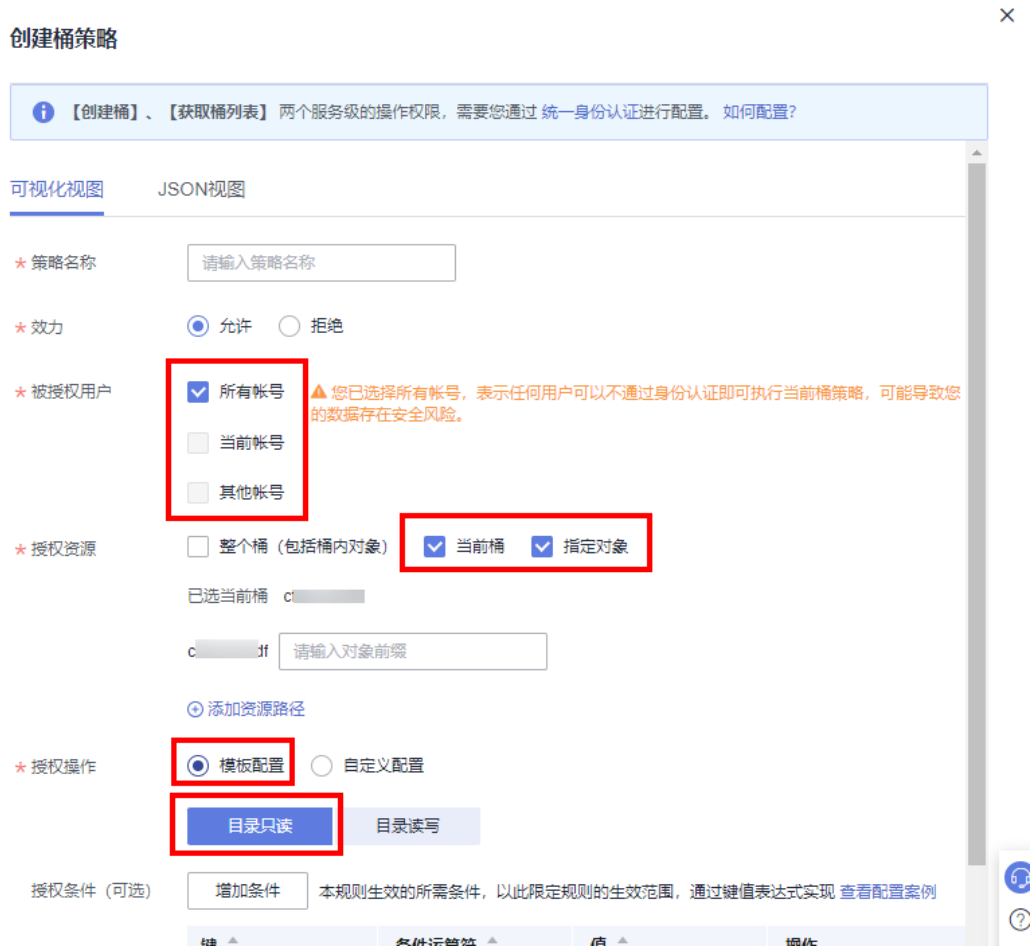 创建桶策略
【创建桶】、【获取桶列表】 两个服务级的操作权限，需要您通过 统一身份认证进行配置。 如何配置?
可视化视图 JSON视图
* 策略名称 请输入策略名称
* 效力 允许 拒绝
* 被授权用户 所有帐号 您已选择所有帐号，表示任何用户可以不通过身份认证即可执行当前桶策略，可能导致您
的数据存在安全风险。
当前帐号
其他帐号
* 授权资源 整个桶（包括桶内对象） 当前桶 指定对象
已选当前桶
df 请输入对象前缀
添加资源路径
* 授权操作 模板配置 自定义配置
目录只读 目录读写
授权条件（可选） 增加条件 本规则生效的所需条件，以此限定规则的生效范围，通过键值表达式实现 查看配置案例
键 条件运算符 值 操作